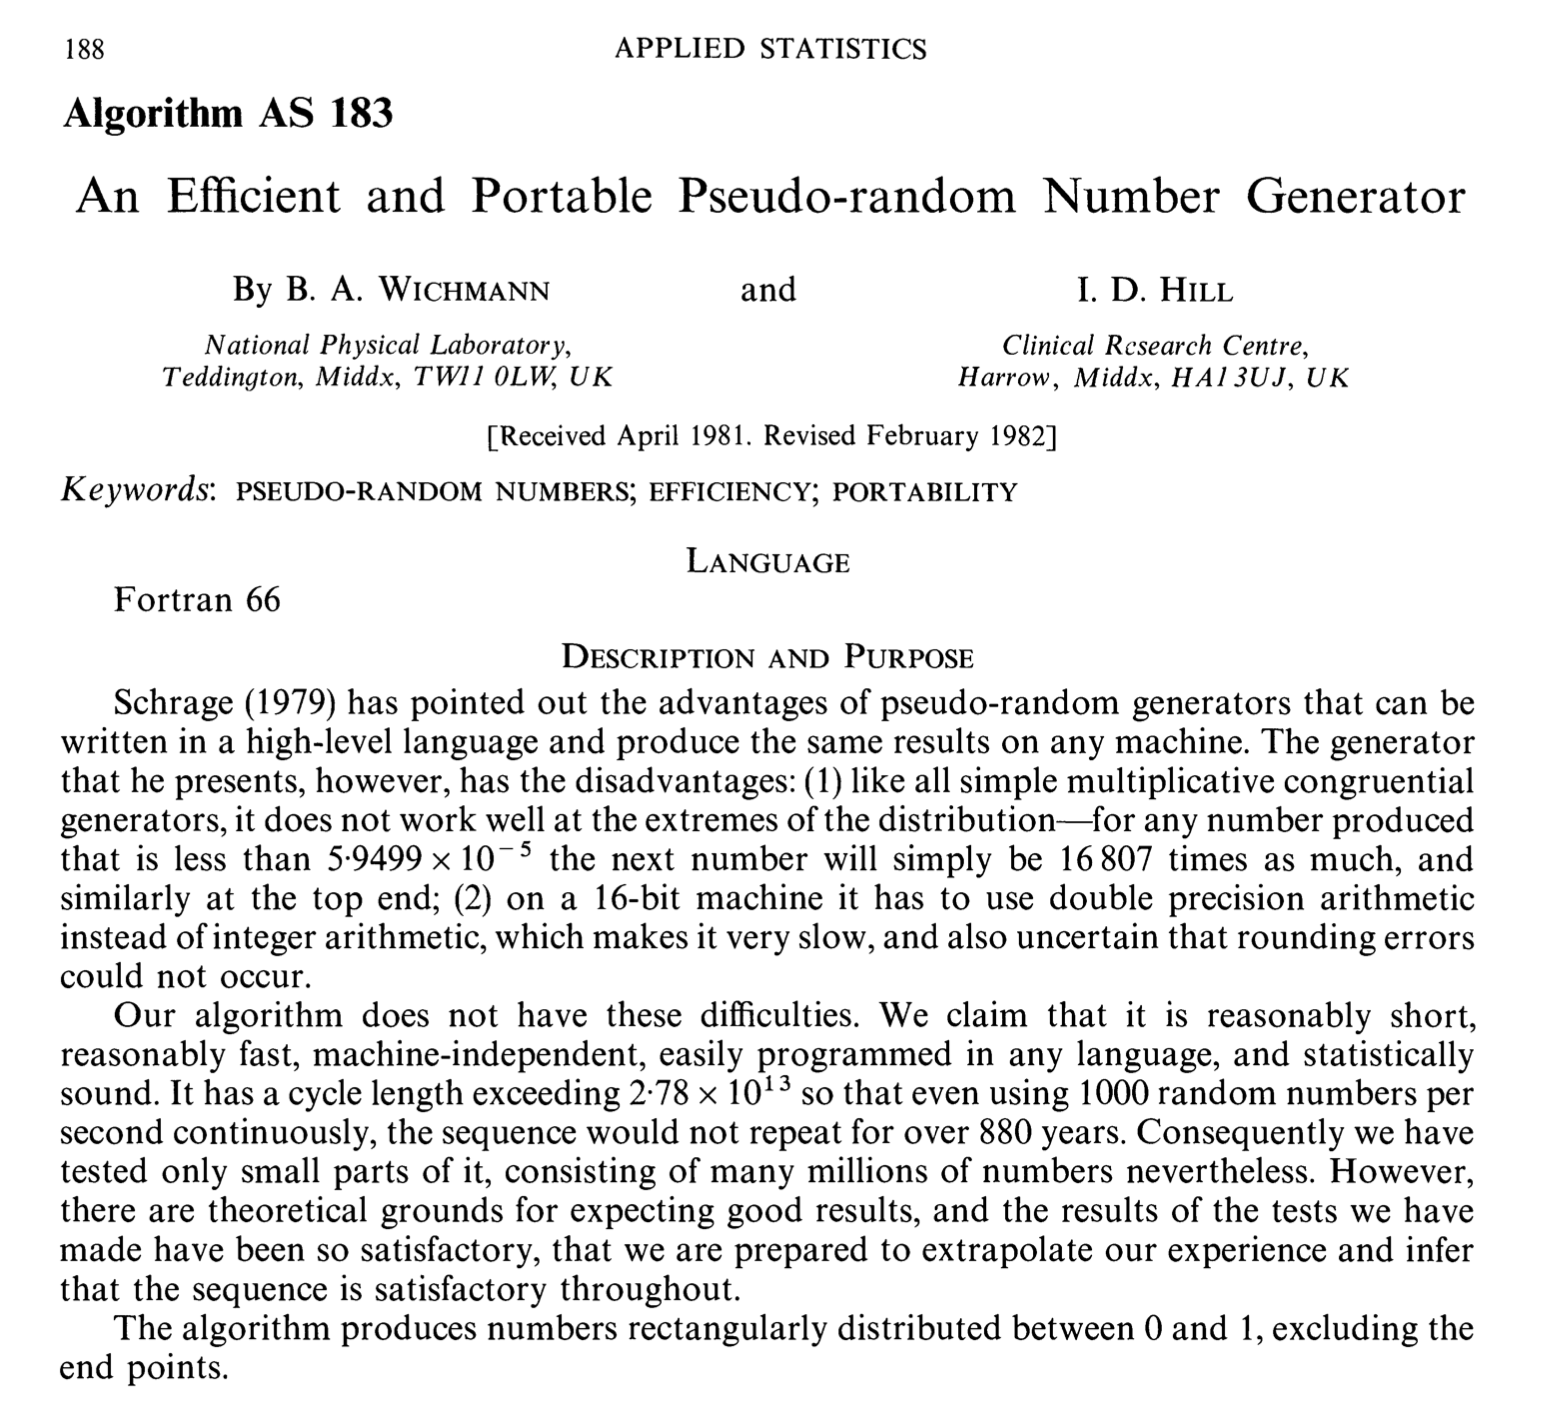 188 APPLIED STATISTICS
Algorithm AS 183
An Efficient and Portable Pseudo-random Number Generator
By B. A. WICHMANN and I. D. HILL
National Physical Laboratory, Clinical Research Centre,
Teddington, Middx, TW11 0LW, UK Harrow, Middx, HA1 3UJ, UK
[Received April 1981. Revised February 1982]
Keywords: PSEUDO-RANDOM NUMBERS; EFFICIENCY; PORTABILITY
LANGUAGE
Fortran 66
DESCRIPTION AND PURPOSE
Schrage (1979) has pointed out the advantages of pseudo-random generators that can be
written in a high-level language and produce the same results on any machine. The generator
that he presents, however, has the disadvantages: (1) like all simple multiplicative congruential
generators, it does not work well at the extremes of the distribution—for any number produced
that is less than 5·9499 × 10⁻⁵ the next number will simply be 16 807 times as much, and
similarly at the top end; (2) on a 16-bit machine it has to use double precision arithmetic
instead of integer arithmetic, which makes it very slow, and also uncertain that rounding errors
could not occur.
Our algorithm does not have these difficulties. We claim that it is reasonably short,
reasonably fast, machine-independent, easily programmed in any language, and statistically
sound. It has a cycle length exceeding 2·78 × 10¹³ so that even using 1000 random numbers per
second continuously, the sequence would not repeat for over 880 years. Consequently we have
tested only small parts of it, consisting of many millions of numbers nevertheless. However,
there are theoretical grounds for expecting good results, and the results of the tests we have
made have been so satisfactory, that we are prepared to extrapolate our experience and infer
that the sequence is satisfactory throughout.
The algorithm produces numbers rectangularly distributed between 0 and 1, excluding the
end points.